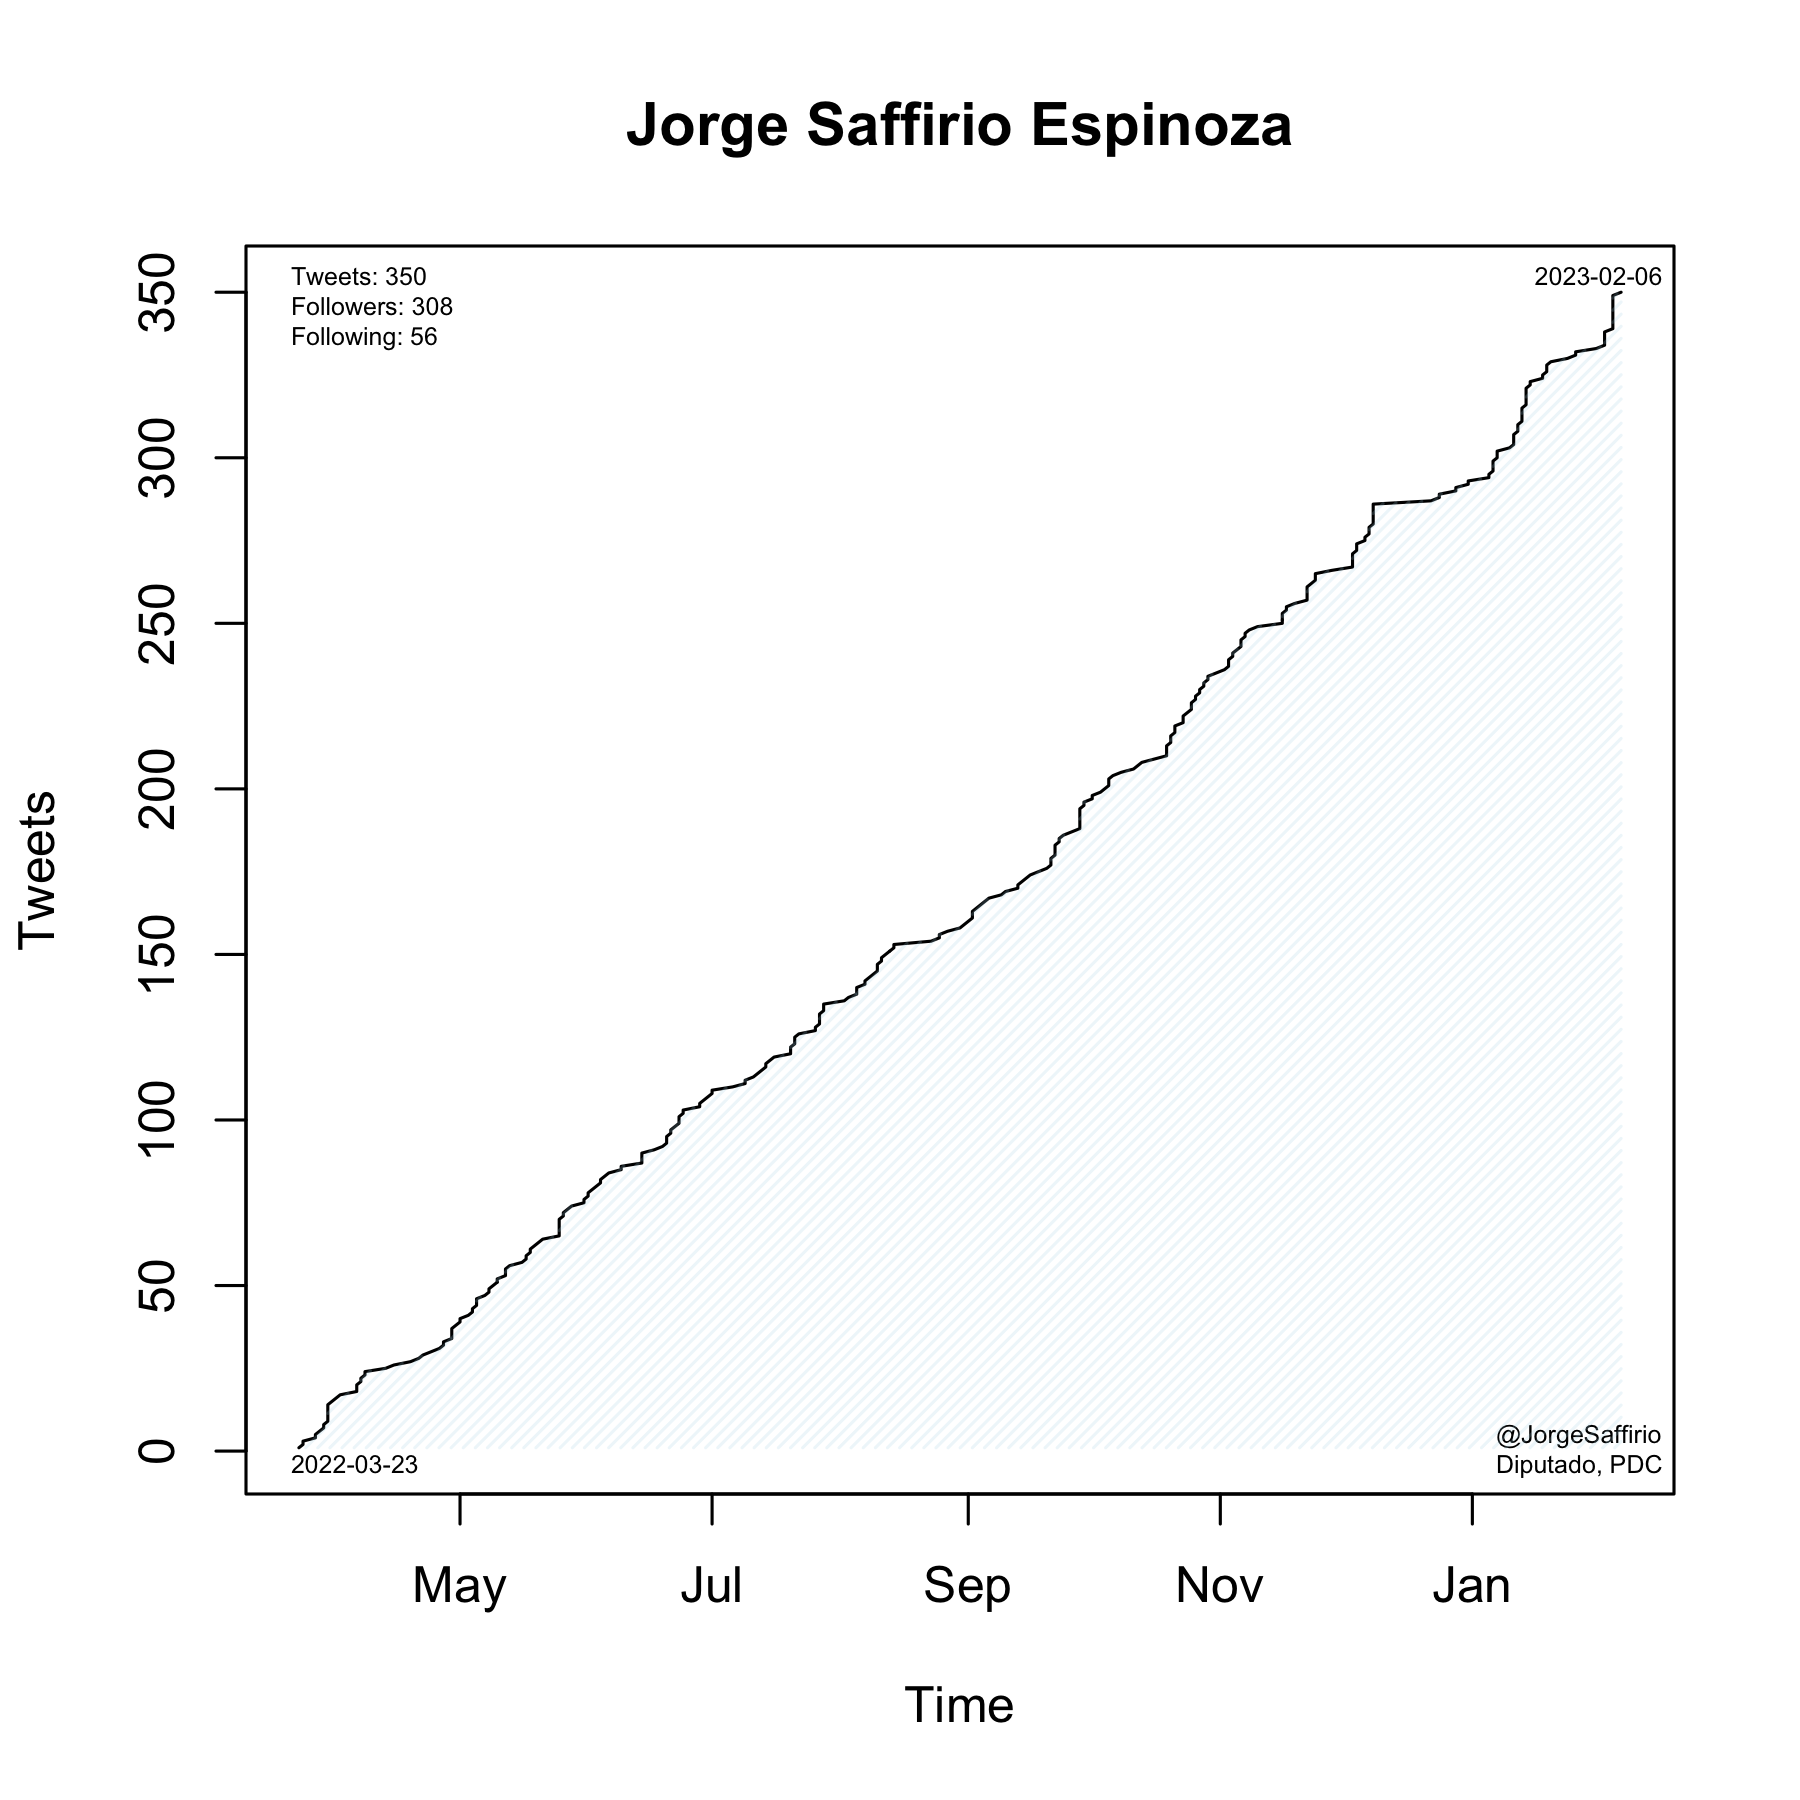 Jorge Saffirio Espinoza
Tweets: 350
Followers: 308
Following: 56
2023-02-06
350
300
250
200
150
100
50
0
Tweets
2022-03-23
@JorgeSaffirio
Diputado, PDC
May Jul Sep Nov Jan
Time